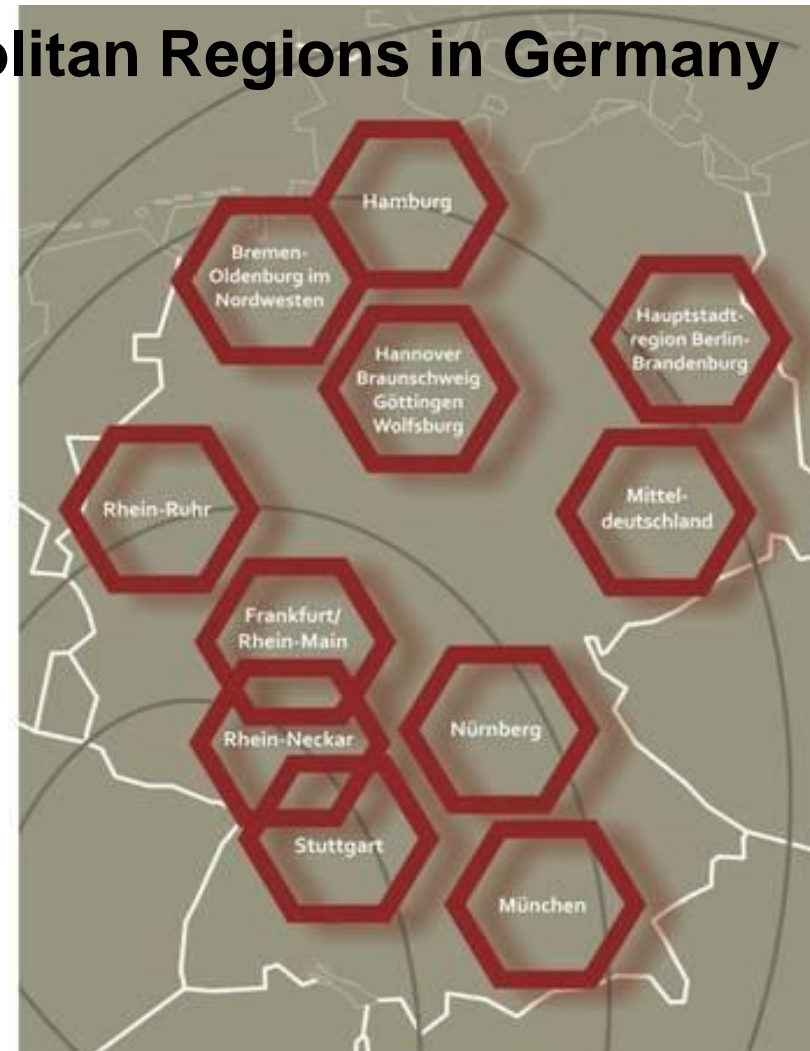 olitan Regions in Germany
Hamburg
Bremen-
Oldenburg im
Nordwesten
Hauptstadt-
region Berlin-
Brandenburg
Hannover
Braunschweig
Göttingen
Wolfsburg
Rhein-Ruhr
Mittel-
deutschland
Frankfurt/
Rhein-Main
Rhein-Neckar
Nürnberg
Stuttgart
München